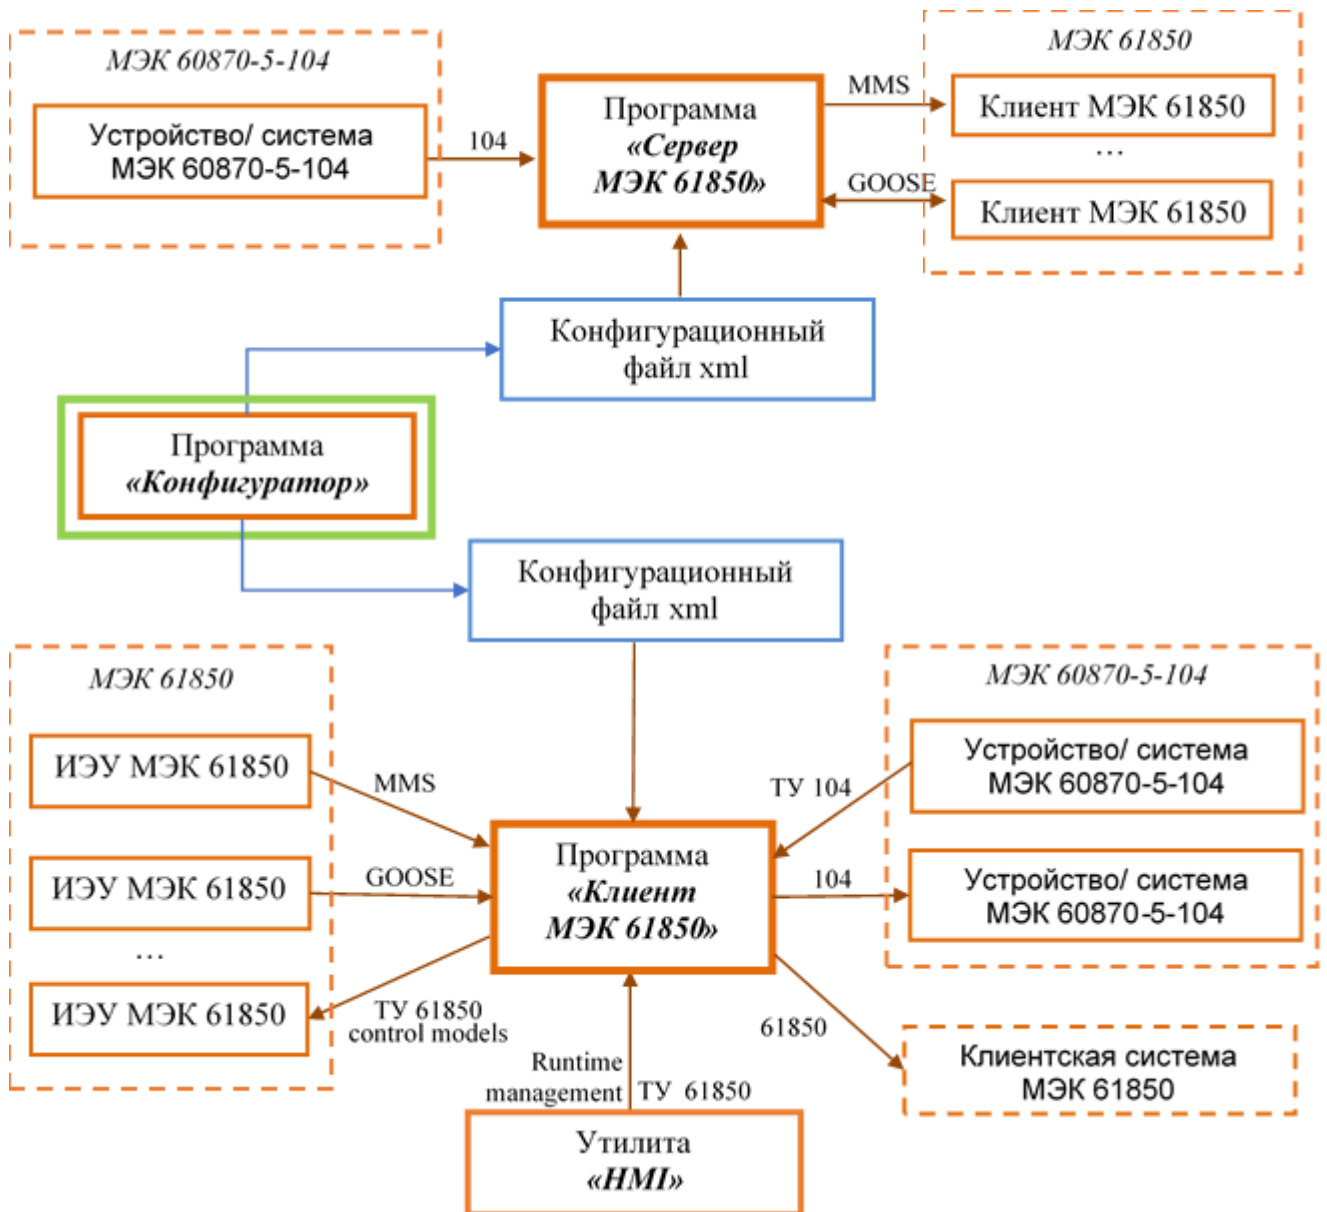 МЭК 60870-5-104
Устройство/ система
МЭК 60870-5-104
104
Программа
«Сервер
МЭК 61850»
MMS
GOOSE
МЭК 61850
Клиент МЭК 61850
...
Клиент МЭК 61850
Конфигурационный
файл xml
Программа
«Конфигуратор»
Конфигурационный
файл xml
МЭК 61850
ИЭУ МЭК 61850
ИЭУ МЭК 61850
...
ИЭУ МЭК 61850
MMS
GOOSE
ТУ 61850
control models
Программа
«Клиент
МЭК 61850»
ТУ 104
104
61850
МЭК 60870-5-104
Устройство/ система
МЭК 60870-5-104
Устройство/ система
МЭК 60870-5-104
Клиентская система
МЭК 61850
Runtime
management
ТУ 61850
Утилита
«HMI»